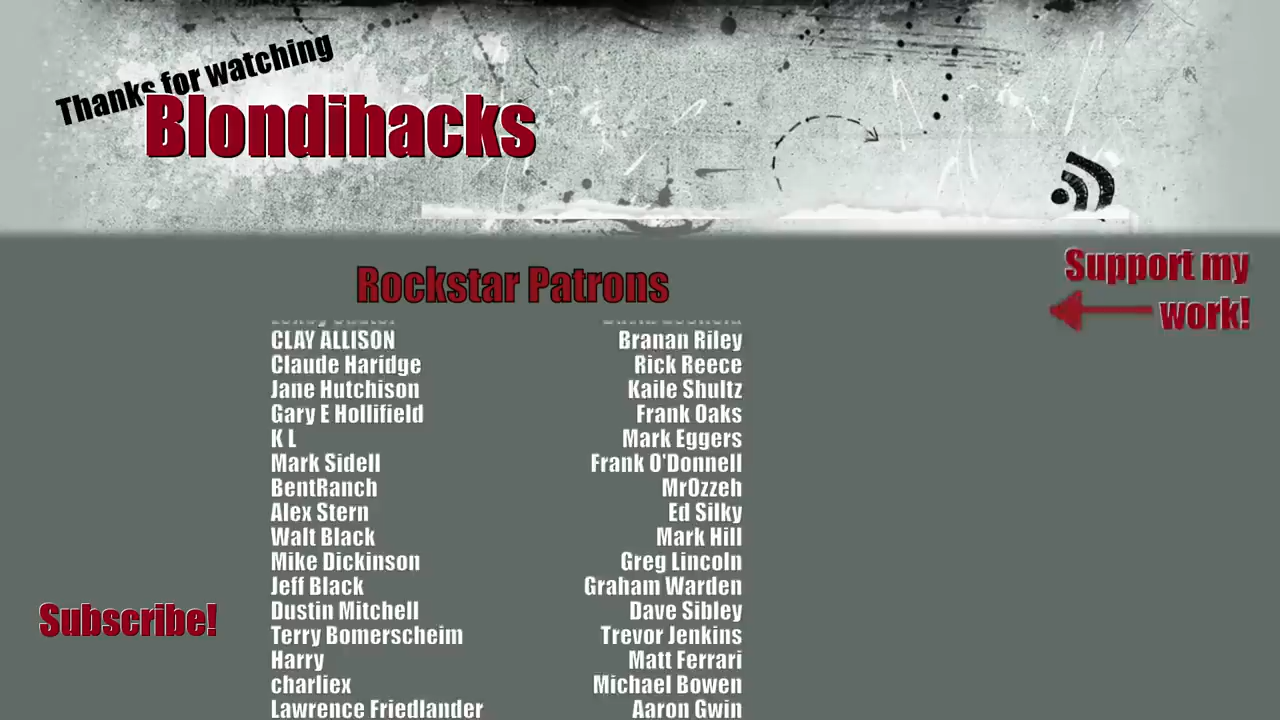 Thanks for watching
Blondihacks
Support my
work!
Rockstar Patrons
CLAY ALLISON Branan Riley
Claude Haridge Rick Reece
Jane Hutchison Kaile Shultz
Gary E Hollifield Frank Oaks
K L Mark Eggers
Mark Sidell Frank O'Donnell
BentRanch MrOzzeh
Alex Stern Ed Silky
Walt Black Mark Hill
Mike Dickinson Greg Lincoln
Jeff Black Graham Warden
Dustin Mitchell Dave Sibley
Terry Bomerscheim Trevor Jenkins
Harry Matt Ferrari
charliex Michael Bowen
Lawrence Friedlander Aaron Gwin
Subscribe!